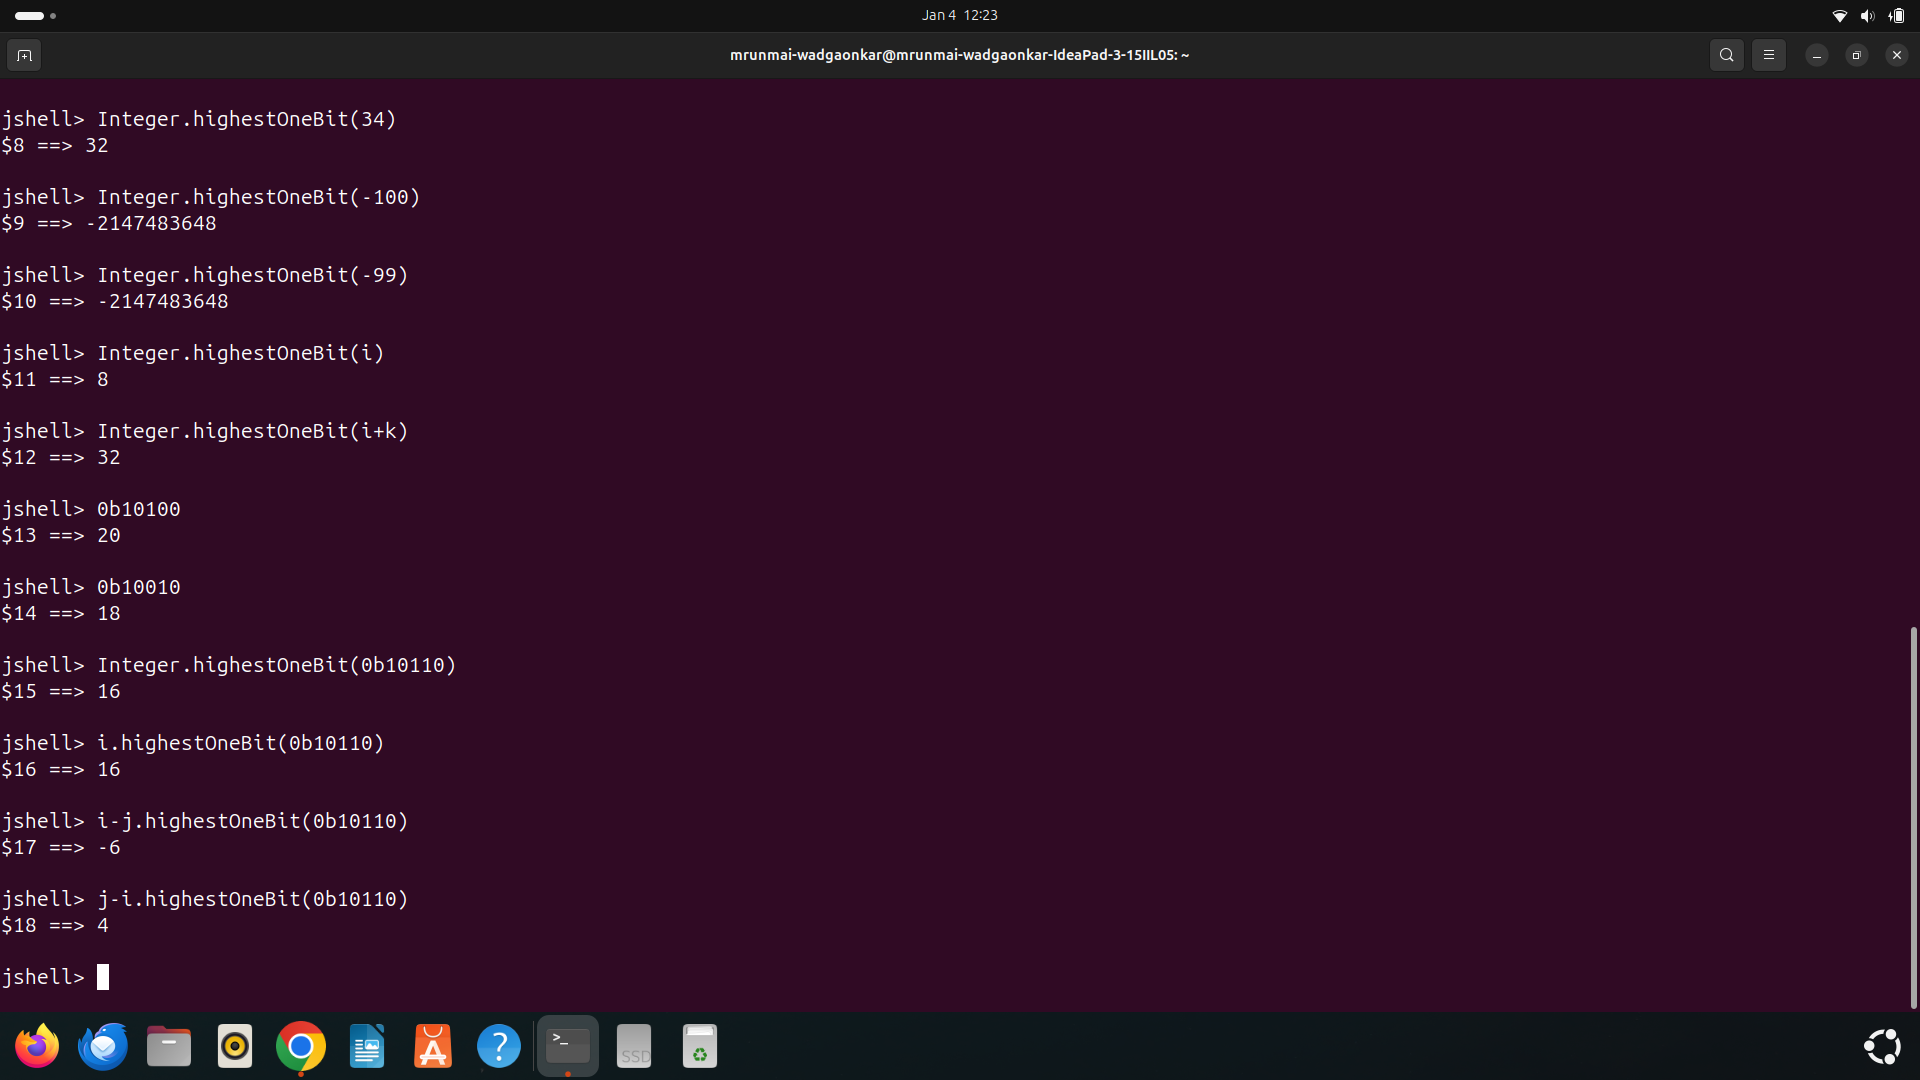 Jan 4 12:23
mrunmai-wadgaonkar@mrunmai-wadgaonkar-IdeaPad-3-15IIL05: ~
jshell> Integer.highestOneBit(34)
$8 ==> 32
jshell> Integer.highestOneBit(-100)
$9 ==> -2147483648
jshell> Integer.highestOneBit(-99)
$10 ==> -2147483648
jshell> Integer.highestOneBit(i)
$11 ==> 8
jshell> Integer.highestOneBit(i+k)
$12 ==> 32
jshell> 0b10100
$13 ==> 20
jshell> 0b10010
$14 ==> 18
jshell> Integer.highestOneBit(0b10110)
$15 ==> 16
jshell> i.highestOneBit(0b10110)
$16 ==> 16
jshell> i-j.highestOneBit(0b10110)
$17 ==> -6
jshell> j-i.highestOneBit(0b10110)
$18 ==> 4
jshell>
SSD